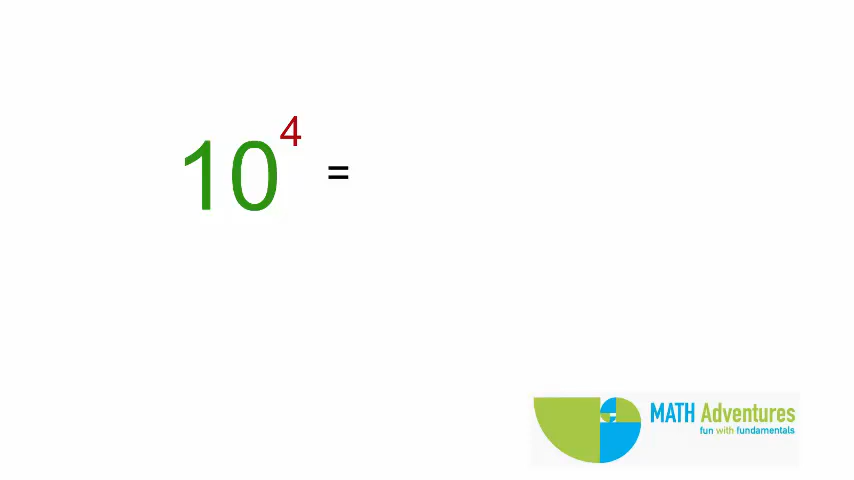 10⁴ =
MATH Adventures
fun with fundamentals